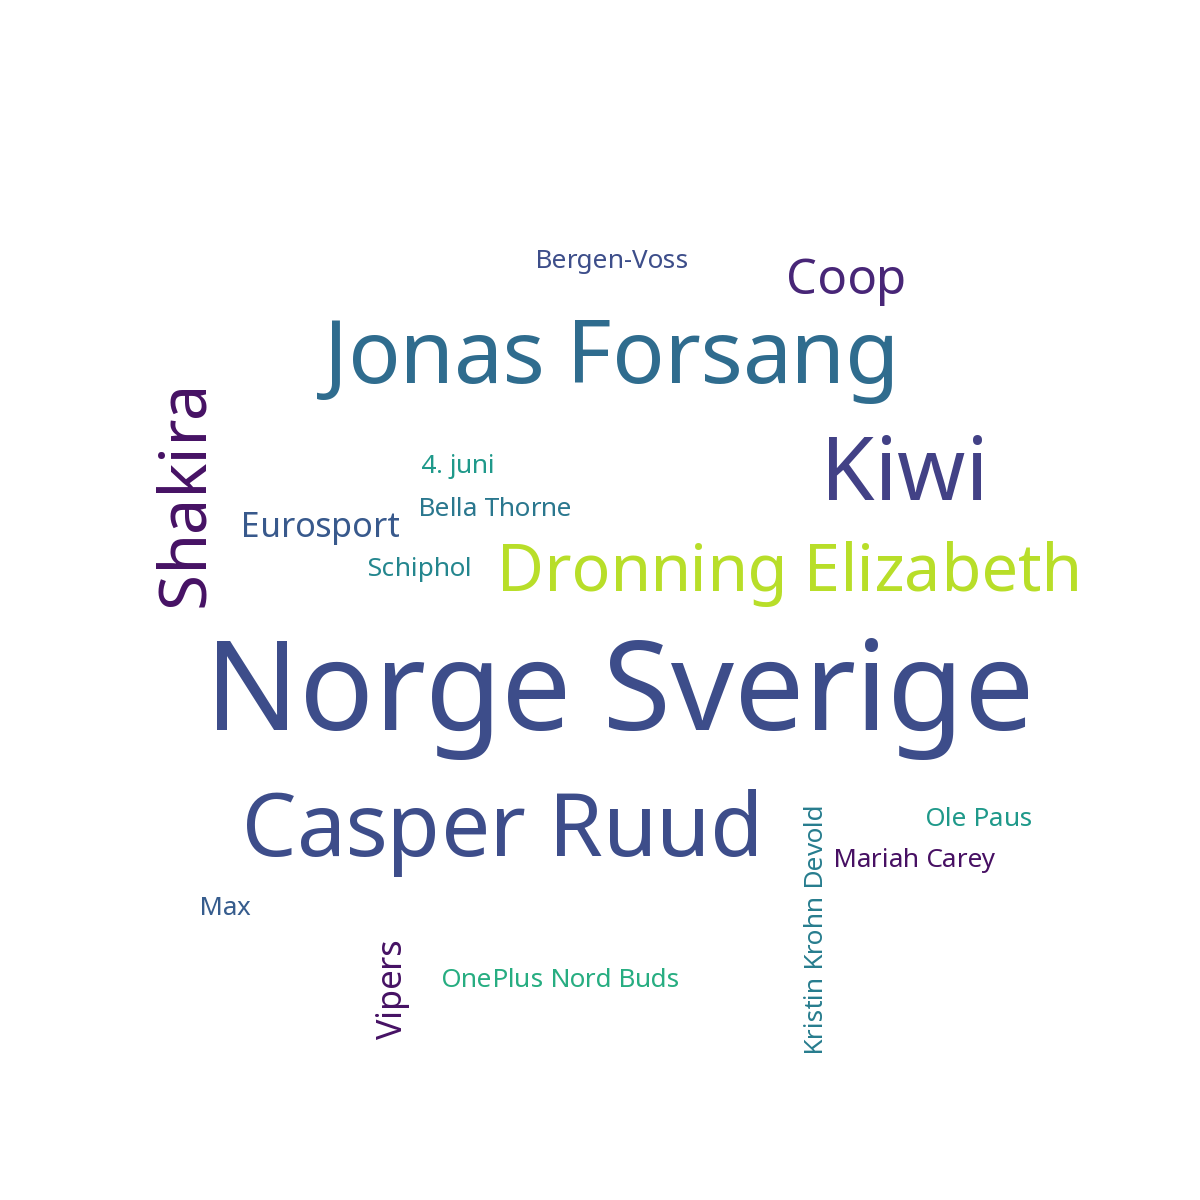 Bergen-Voss
Coop
Jonas Forsang
Shakira
Kiwi
4. juni
Bella Thorne
Eurosport
Schiphol
Dronning Elizabeth
Norge Sverige
Casper Ruud
Ole Paus
Mariah Carey
Kristin Krohn Devold
Max
Vipers
OnePlus Nord Buds